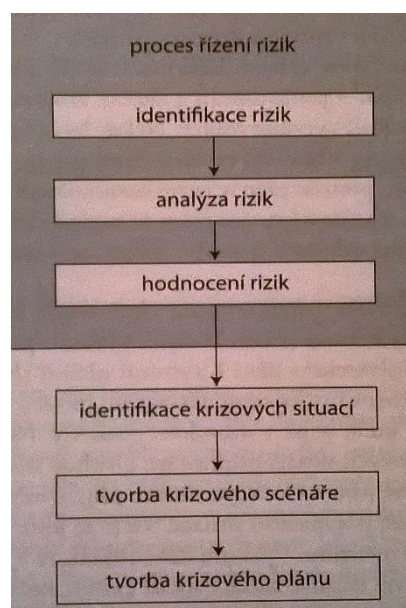 proces řízení rizik
identifikace rizik
analýza rizik
hodnocení rizik
identifikace krizových situací
tvorba krizového scénáře
tvorba krizového plánu